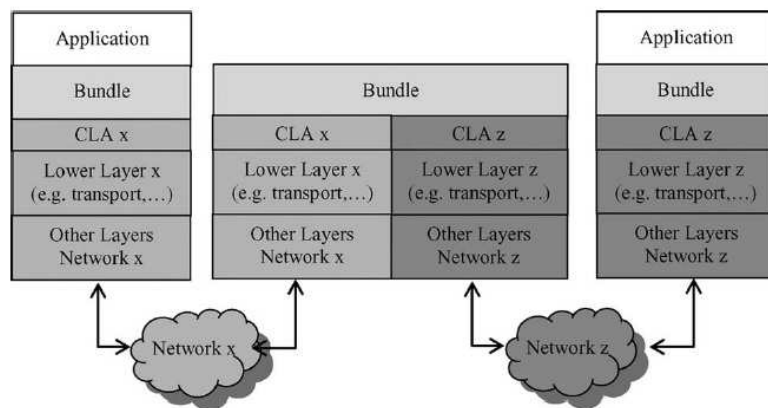 Application
Bundle
CLA x
Lower Layer x
(e.g. transport,…)
Other Layers
Network x
Bundle
CLA x
Lower Layer x
(e.g. transport,…)
Other Layers
Network x
CLA z
Lower Layer z
(e.g. transport,…)
Other Layers
Network z
Application
Bundle
CLA z
Lower Layer z
(e.g. transport,…)
Other Layers
Network z
Network x
Network z